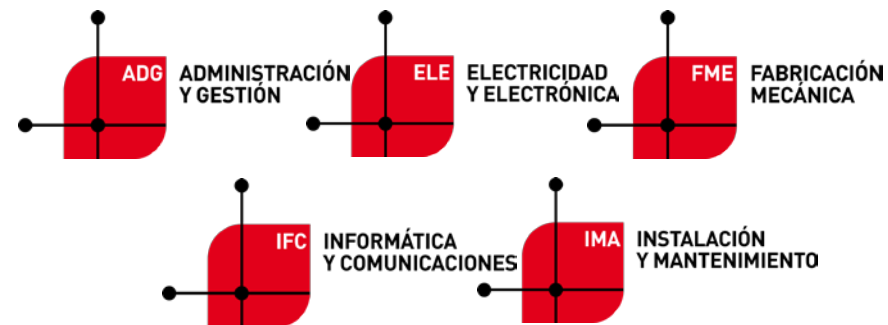 ADG ADMINISTRACIÓN
Y GESTIÓN
ELE ELECTRICIDAD
Y ELECTRÓNICA
FME FABRICACIÓN
MECÁNICA
IFC INFORMÁTICA
Y COMUNICACIONES
IMA INSTALACIÓN
Y MANTENIMIENTO